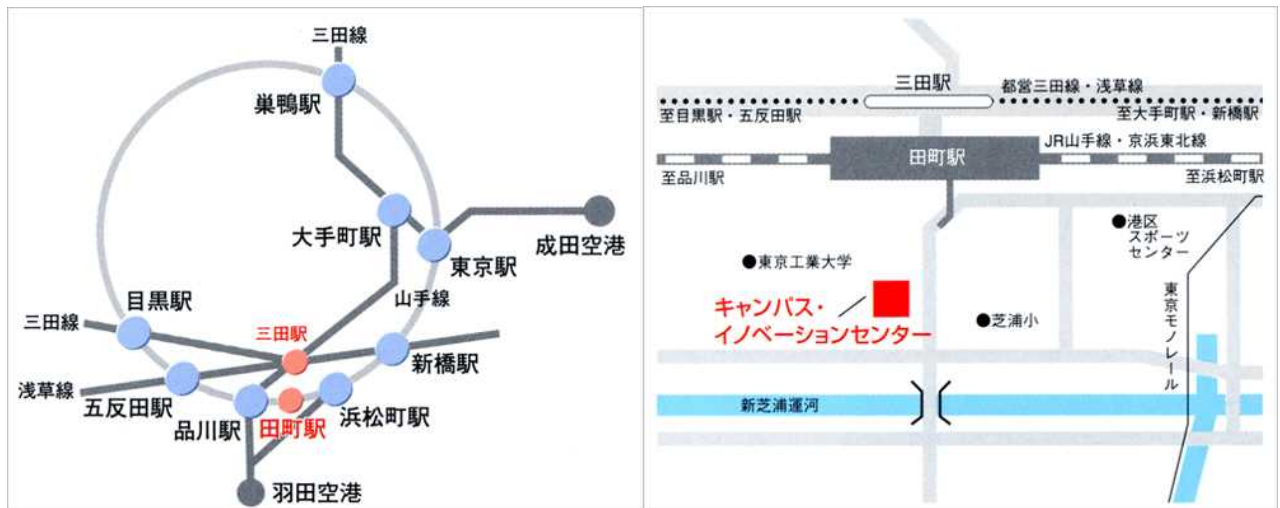 三田線
巣鴨駅
大手町駅
東京駅
成田空港
山手線
目黒駅
三田線
三田駅
新橋駅
浅草線
五反田駅
品川駅
田町駅
浜松町駅
羽田空港
三田駅
都営三田線・浅草線
至目黒駅・五反田駅
至大手町駅・新橋駅
田町駅
JR山手線・京浜東北線
至品川駅
至浜松町駅
港区
スポーツ
センター
東京工業大学
キャンパス・
イノベーションセンター
芝浦小
東京モノレール
新芝浦運河